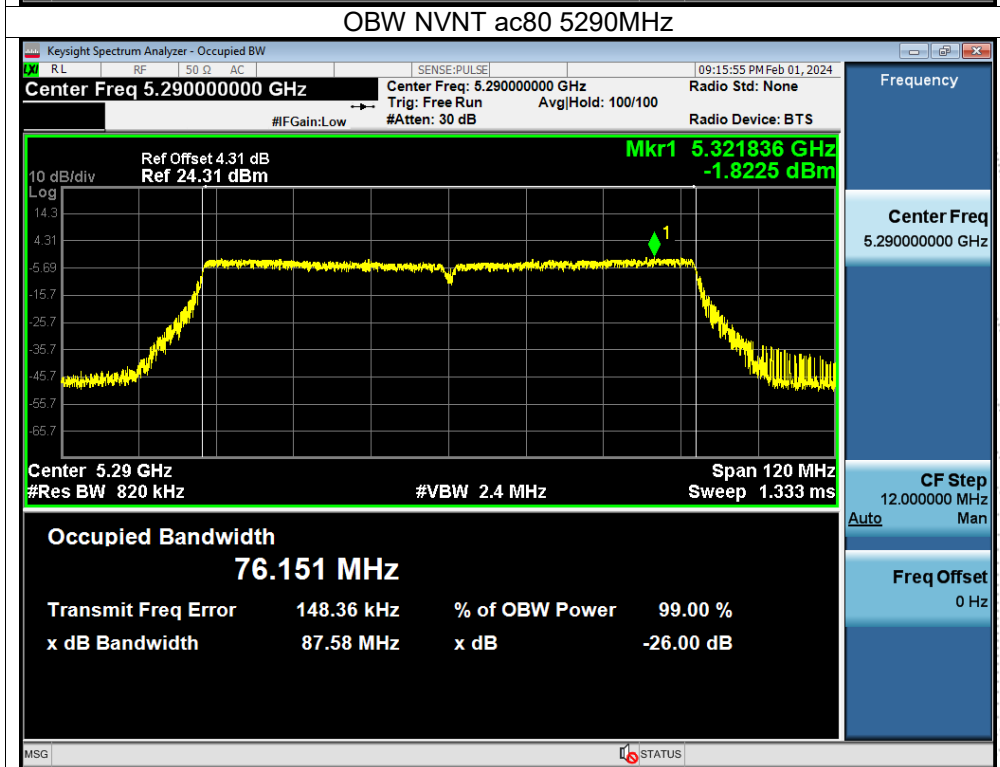 OBW NVNT ac80 5290MHz
Keysight Spectrum Analyzer - Occupied BW
LXI RL RF 50 Ω AC SENSE:PULSE 09:15:55 PM Feb 01, 2024
Center Freq 5.290000000 GHz
Center Freq: 5.290000000 GHz Radio Std: None
Trig: Free Run Avg|Hold: 100/100
#IFGain:Low #Atten: 30 dB Radio Device: BTS
Frequency
Mkr1 5.321836 GHz
-1.8225 dBm
Ref Offset 4.31 dB
10 dB/div Ref 24.31 dBm
Log
14.3
4.31
-5.69
-15.7
-25.7
-35.7
-45.7
-55.7
-65.7
1
Center 5.29 GHz Span 120 MHz
#Res BW 820 kHz #VBW 2.4 MHz Sweep 1.333 ms
Center Freq
5.290000000 GHz
CF Step
12.000000 MHz
Auto Man
Freq Offset
0 Hz
Occupied Bandwidth
76.151 MHz
Transmit Freq Error 148.36 kHz % of OBW Power 99.00 %
x dB Bandwidth 87.58 MHz x dB -26.00 dB
MSG STATUS